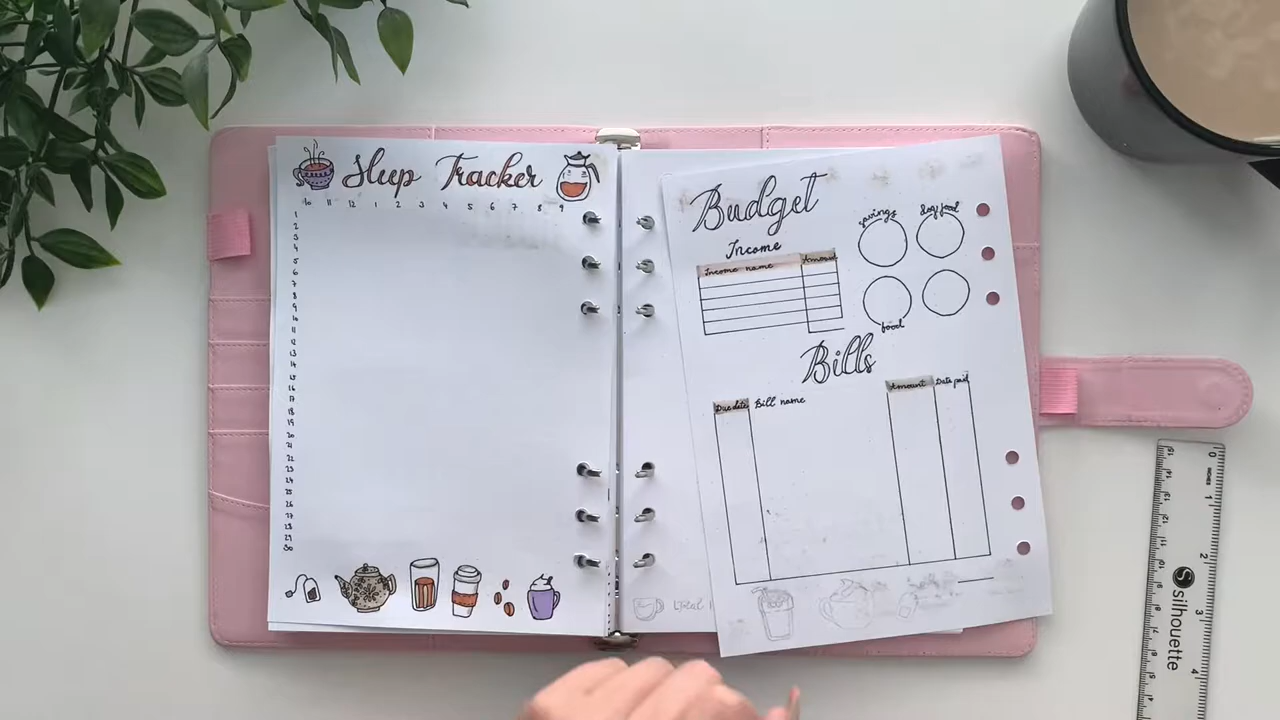 Sleep Tracker
10 11 12 1 2 3 4 5 6 7 8 9
1
2
3
4
5
6
7
8
9
10
11
12
13
14
15
16
17
18
19
20
21
22
23
24
25
26
27
28
29
30
Budget
savings
Income
Income name Amount
food
Bills
Due date Bill name Amount Date paid
Total
0 INCHES 1 2 3 4
silhouette